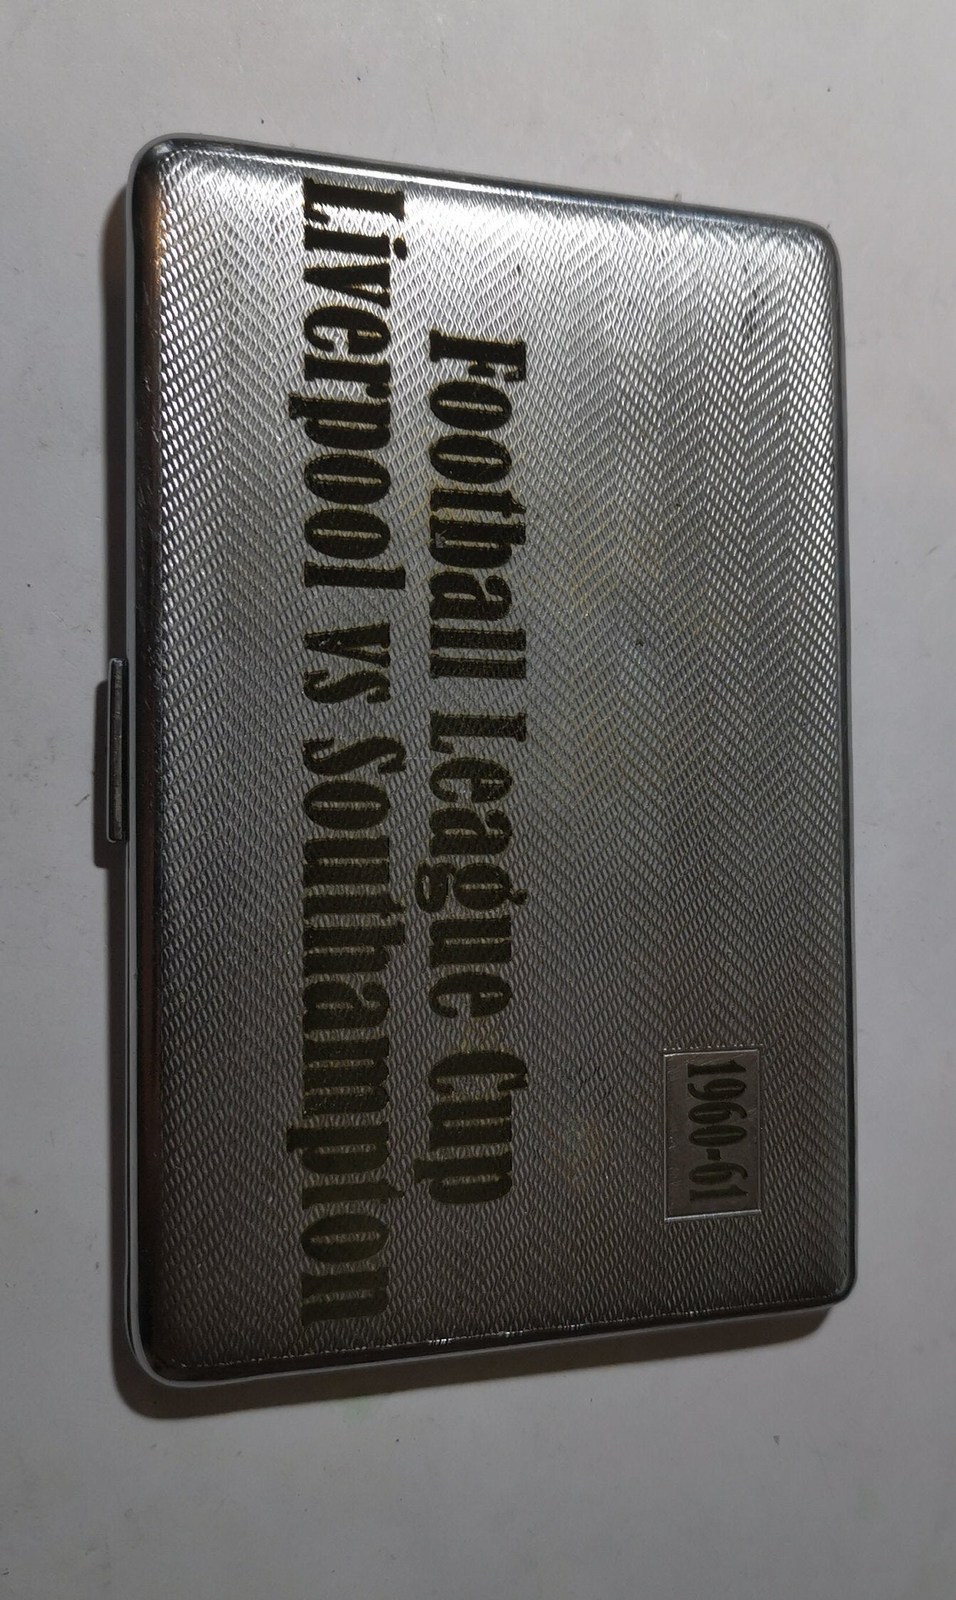 1960-61
Football League Cup
Liverpool vs Southampton